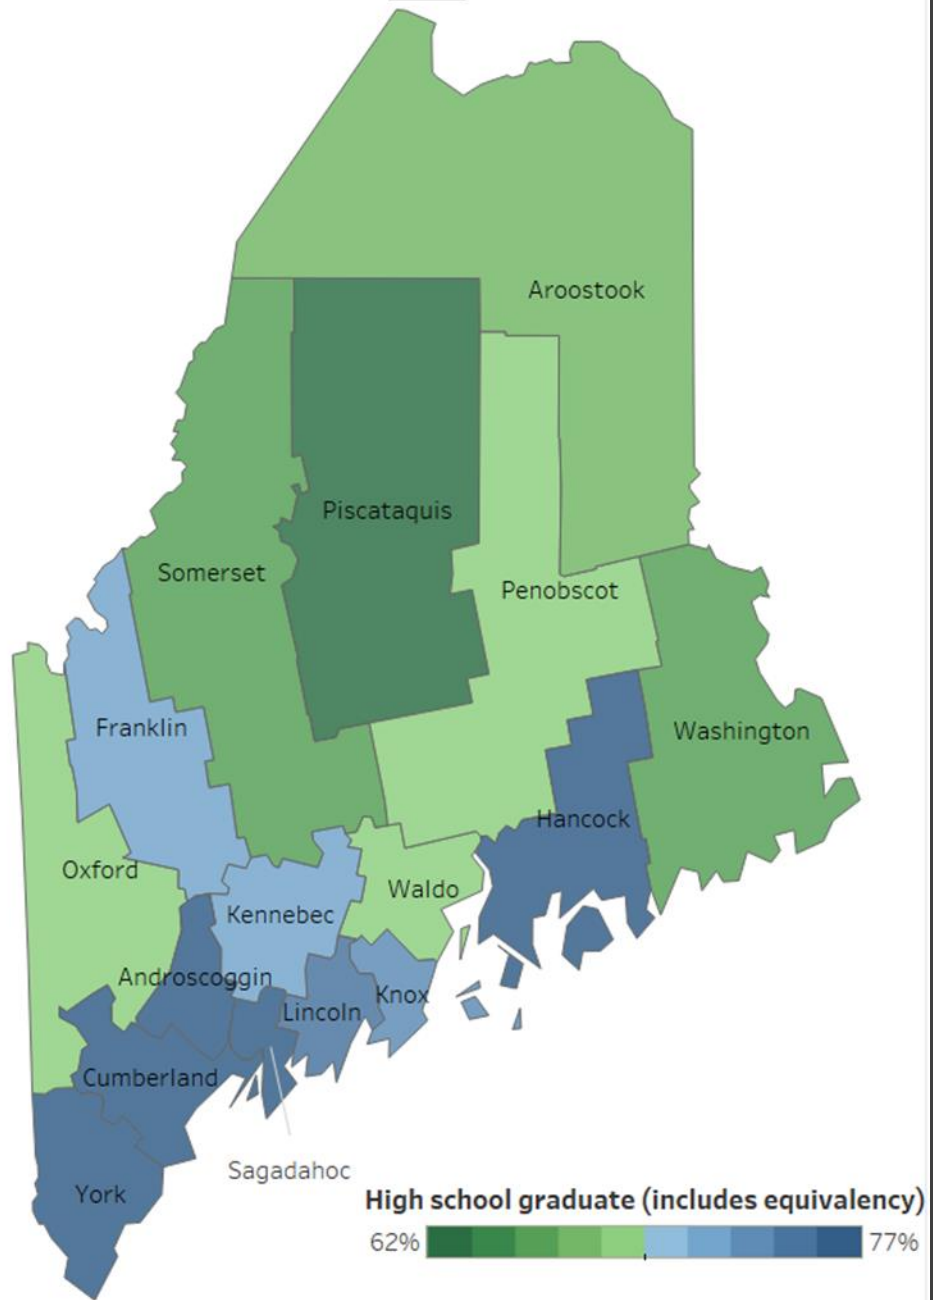 Aroostook
Piscataquis
Somerset
Penobscot
Franklin
Washington
Hancock
Oxford
Waldo
Kennebec
Androscoggin
Knox
Lincoln
Cumberland
Sagadahoc
York
High school graduate (includes equivalency)
62% 77%